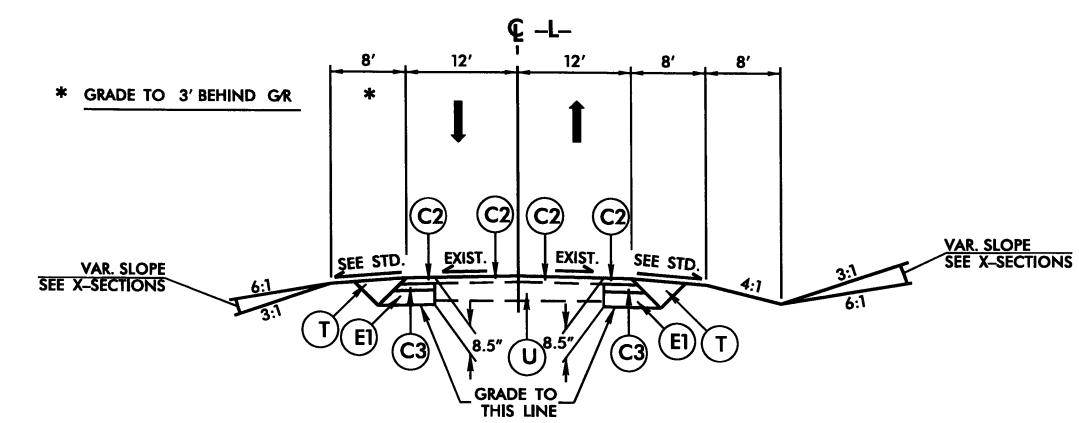 ℄ –L–
8' 12' 12' 8' 8'
* GRADE TO 3' BEHIND G/R
*
C2 C2 C2 C2
SEE STD. EXIST. EXIST. SEE STD.
VAR. SLOPE
SEE X–SECTIONS
6:1
3:1
4:1
3:1
6:1
VAR. SLOPE
SEE X–SECTIONS
T E1 C3 8.5" U 8.5" C3 E1 T
GRADE TO
THIS LINE